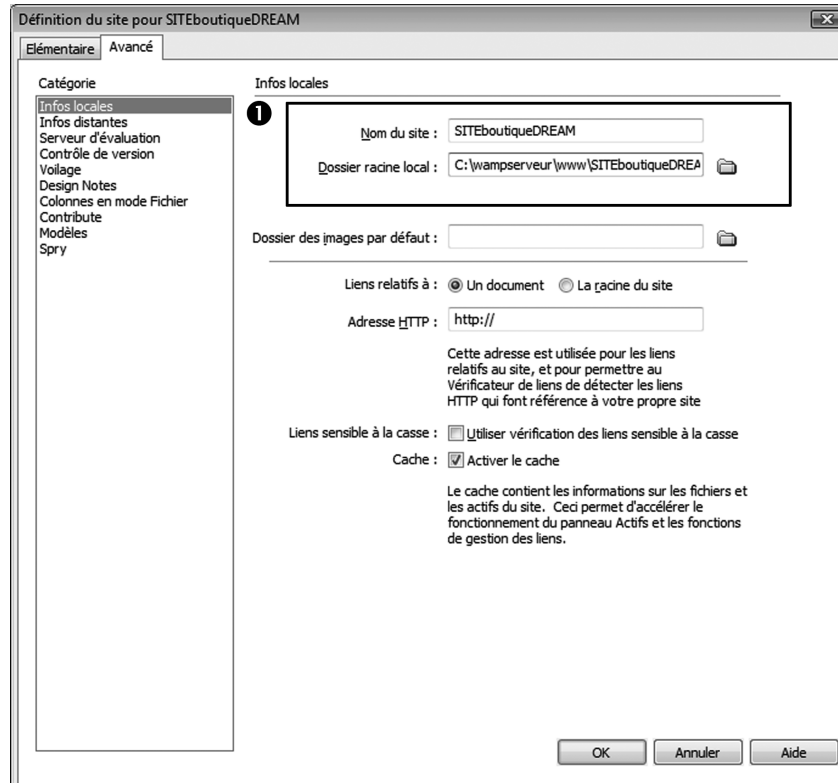 Définition du site pour SITEboutiqueDREAM
Elémentaire
Avancé
Catégorie
Infos locales
Infos distantes
Serveur d'évaluation
Contrôle de version
Voilage
Design Notes
Colonnes en mode Fichier
Contribute
Modèles
Spry
Infos locales
1
Nom du site : SITEboutiqueDREAM
Dossier racine local : C:\wampserveur\www\SITEboutiqueDREA
Dossier des images par défaut :
Liens relatifs à : Un document La racine du site
Adresse HTTP : http://
Cette adresse est utilisée pour les liens
relatifs au site, et pour permettre au
Vérificateur de liens de détecter les liens
HTTP qui font référence à votre propre site
Liens sensible à la casse : Utiliser vérification des liens sensible à la casse
Cache : Activer le cache
Le cache contient les informations sur les fichiers et
les actifs du site. Ceci permet d'accélérer le
fonctionnement du panneau Actifs et les fonctions
de gestion des liens.
OK Annuler Aide